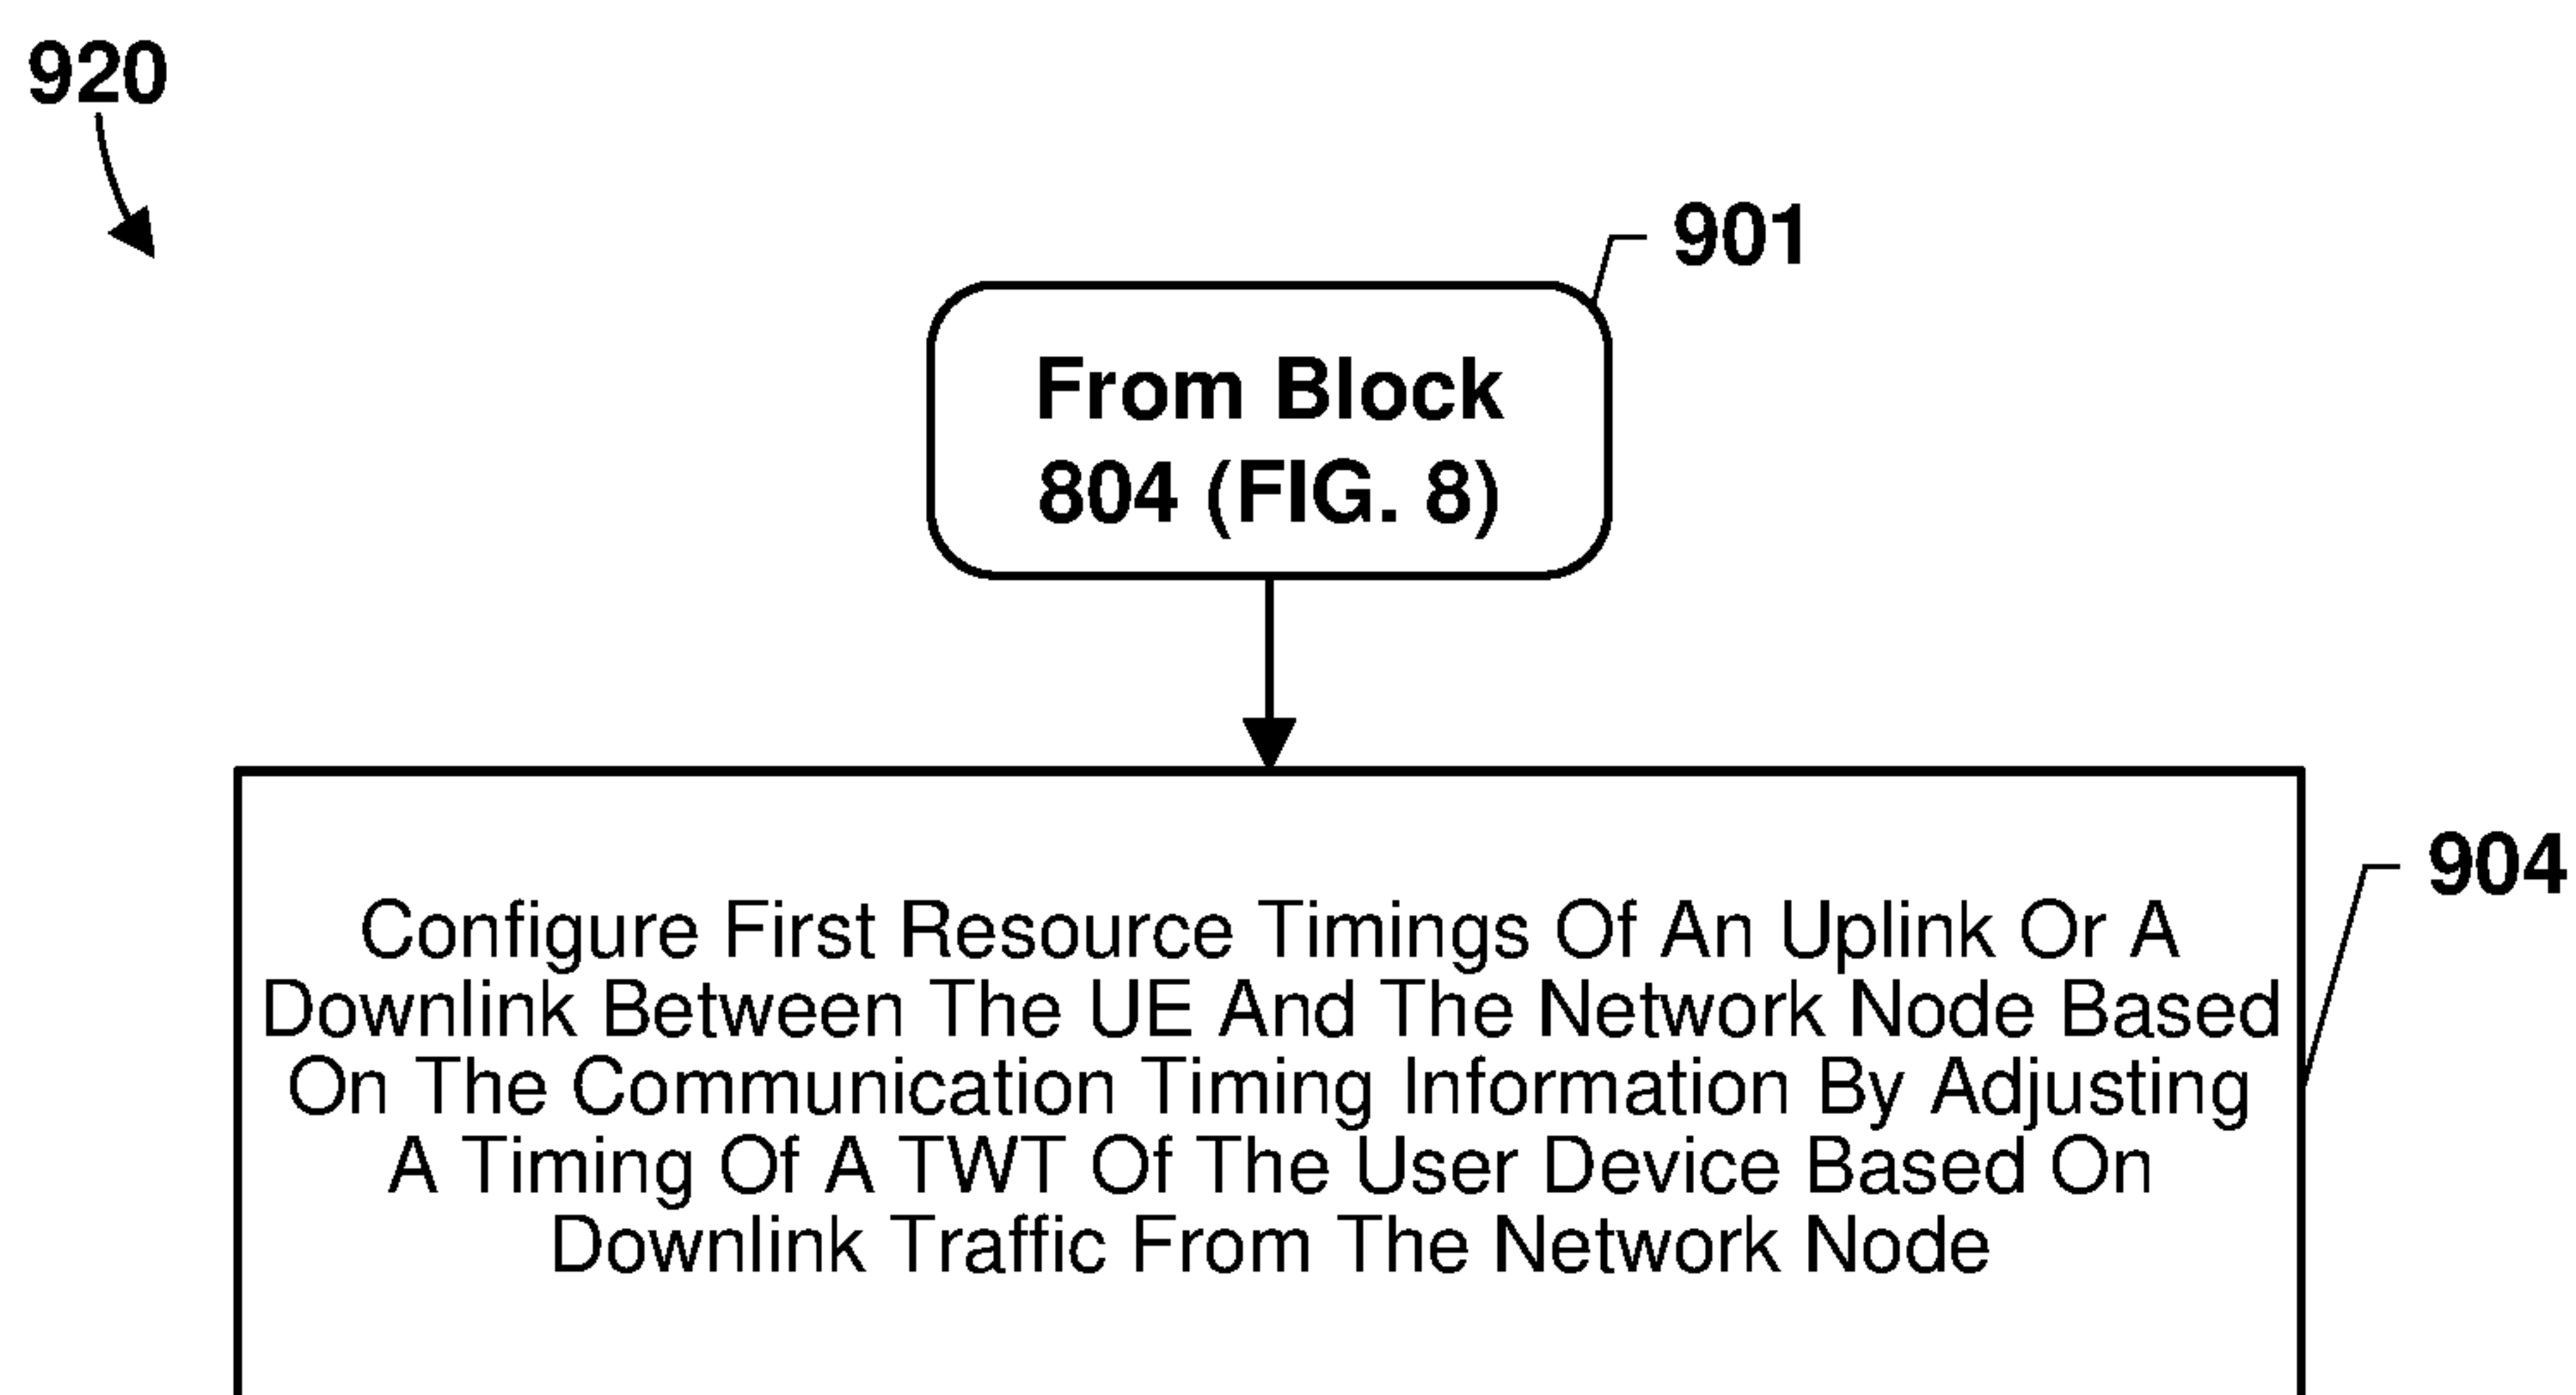 920
901
From Block
804 (FIG. 8)
904
Configure First Resource Timings Of An Uplink Or A
Downlink Between The UE And The Network Node Based
On The Communication Timing Information By Adjusting
A Timing Of A TWT Of The User Device Based On
Downlink Traffic From The Network Node